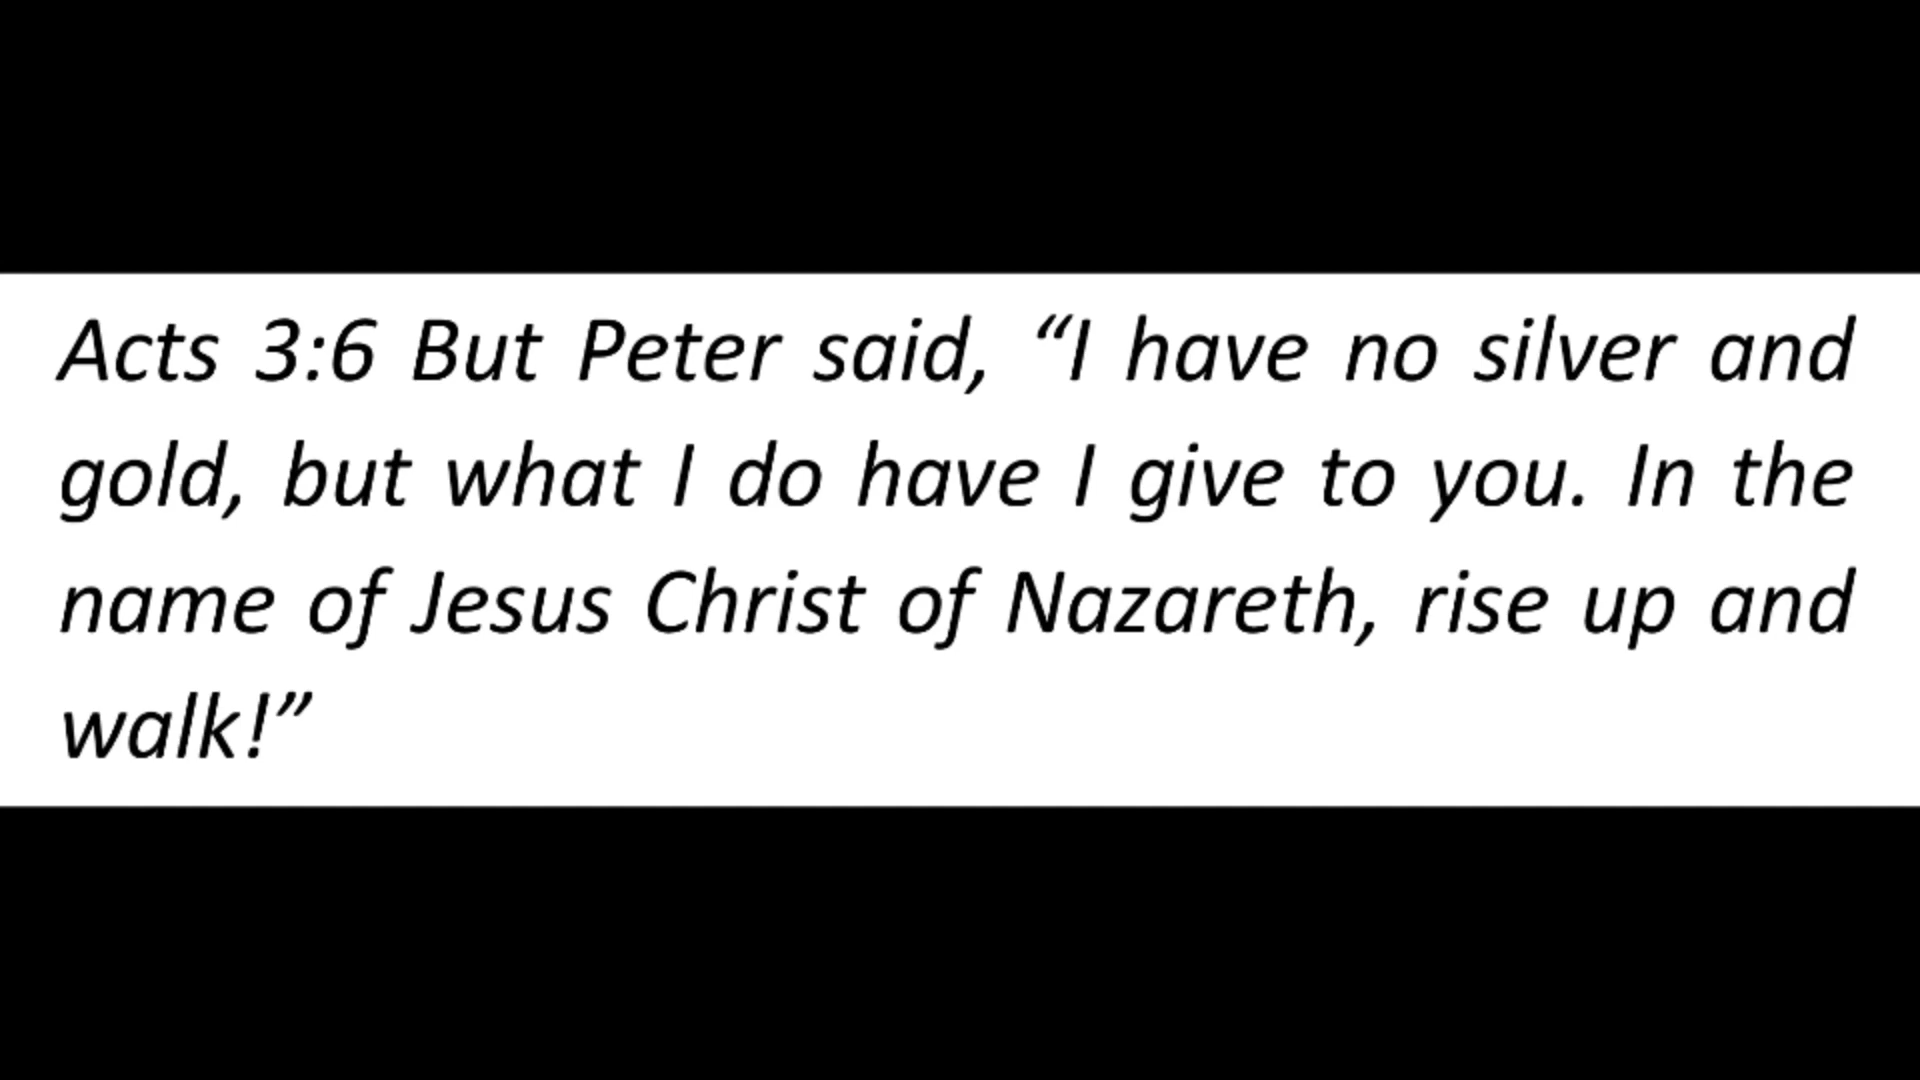 Acts 3:6 But Peter said, “I have no silver and
gold, but what I do have I give to you. In the
name of Jesus Christ of Nazareth, rise up and
walk!”